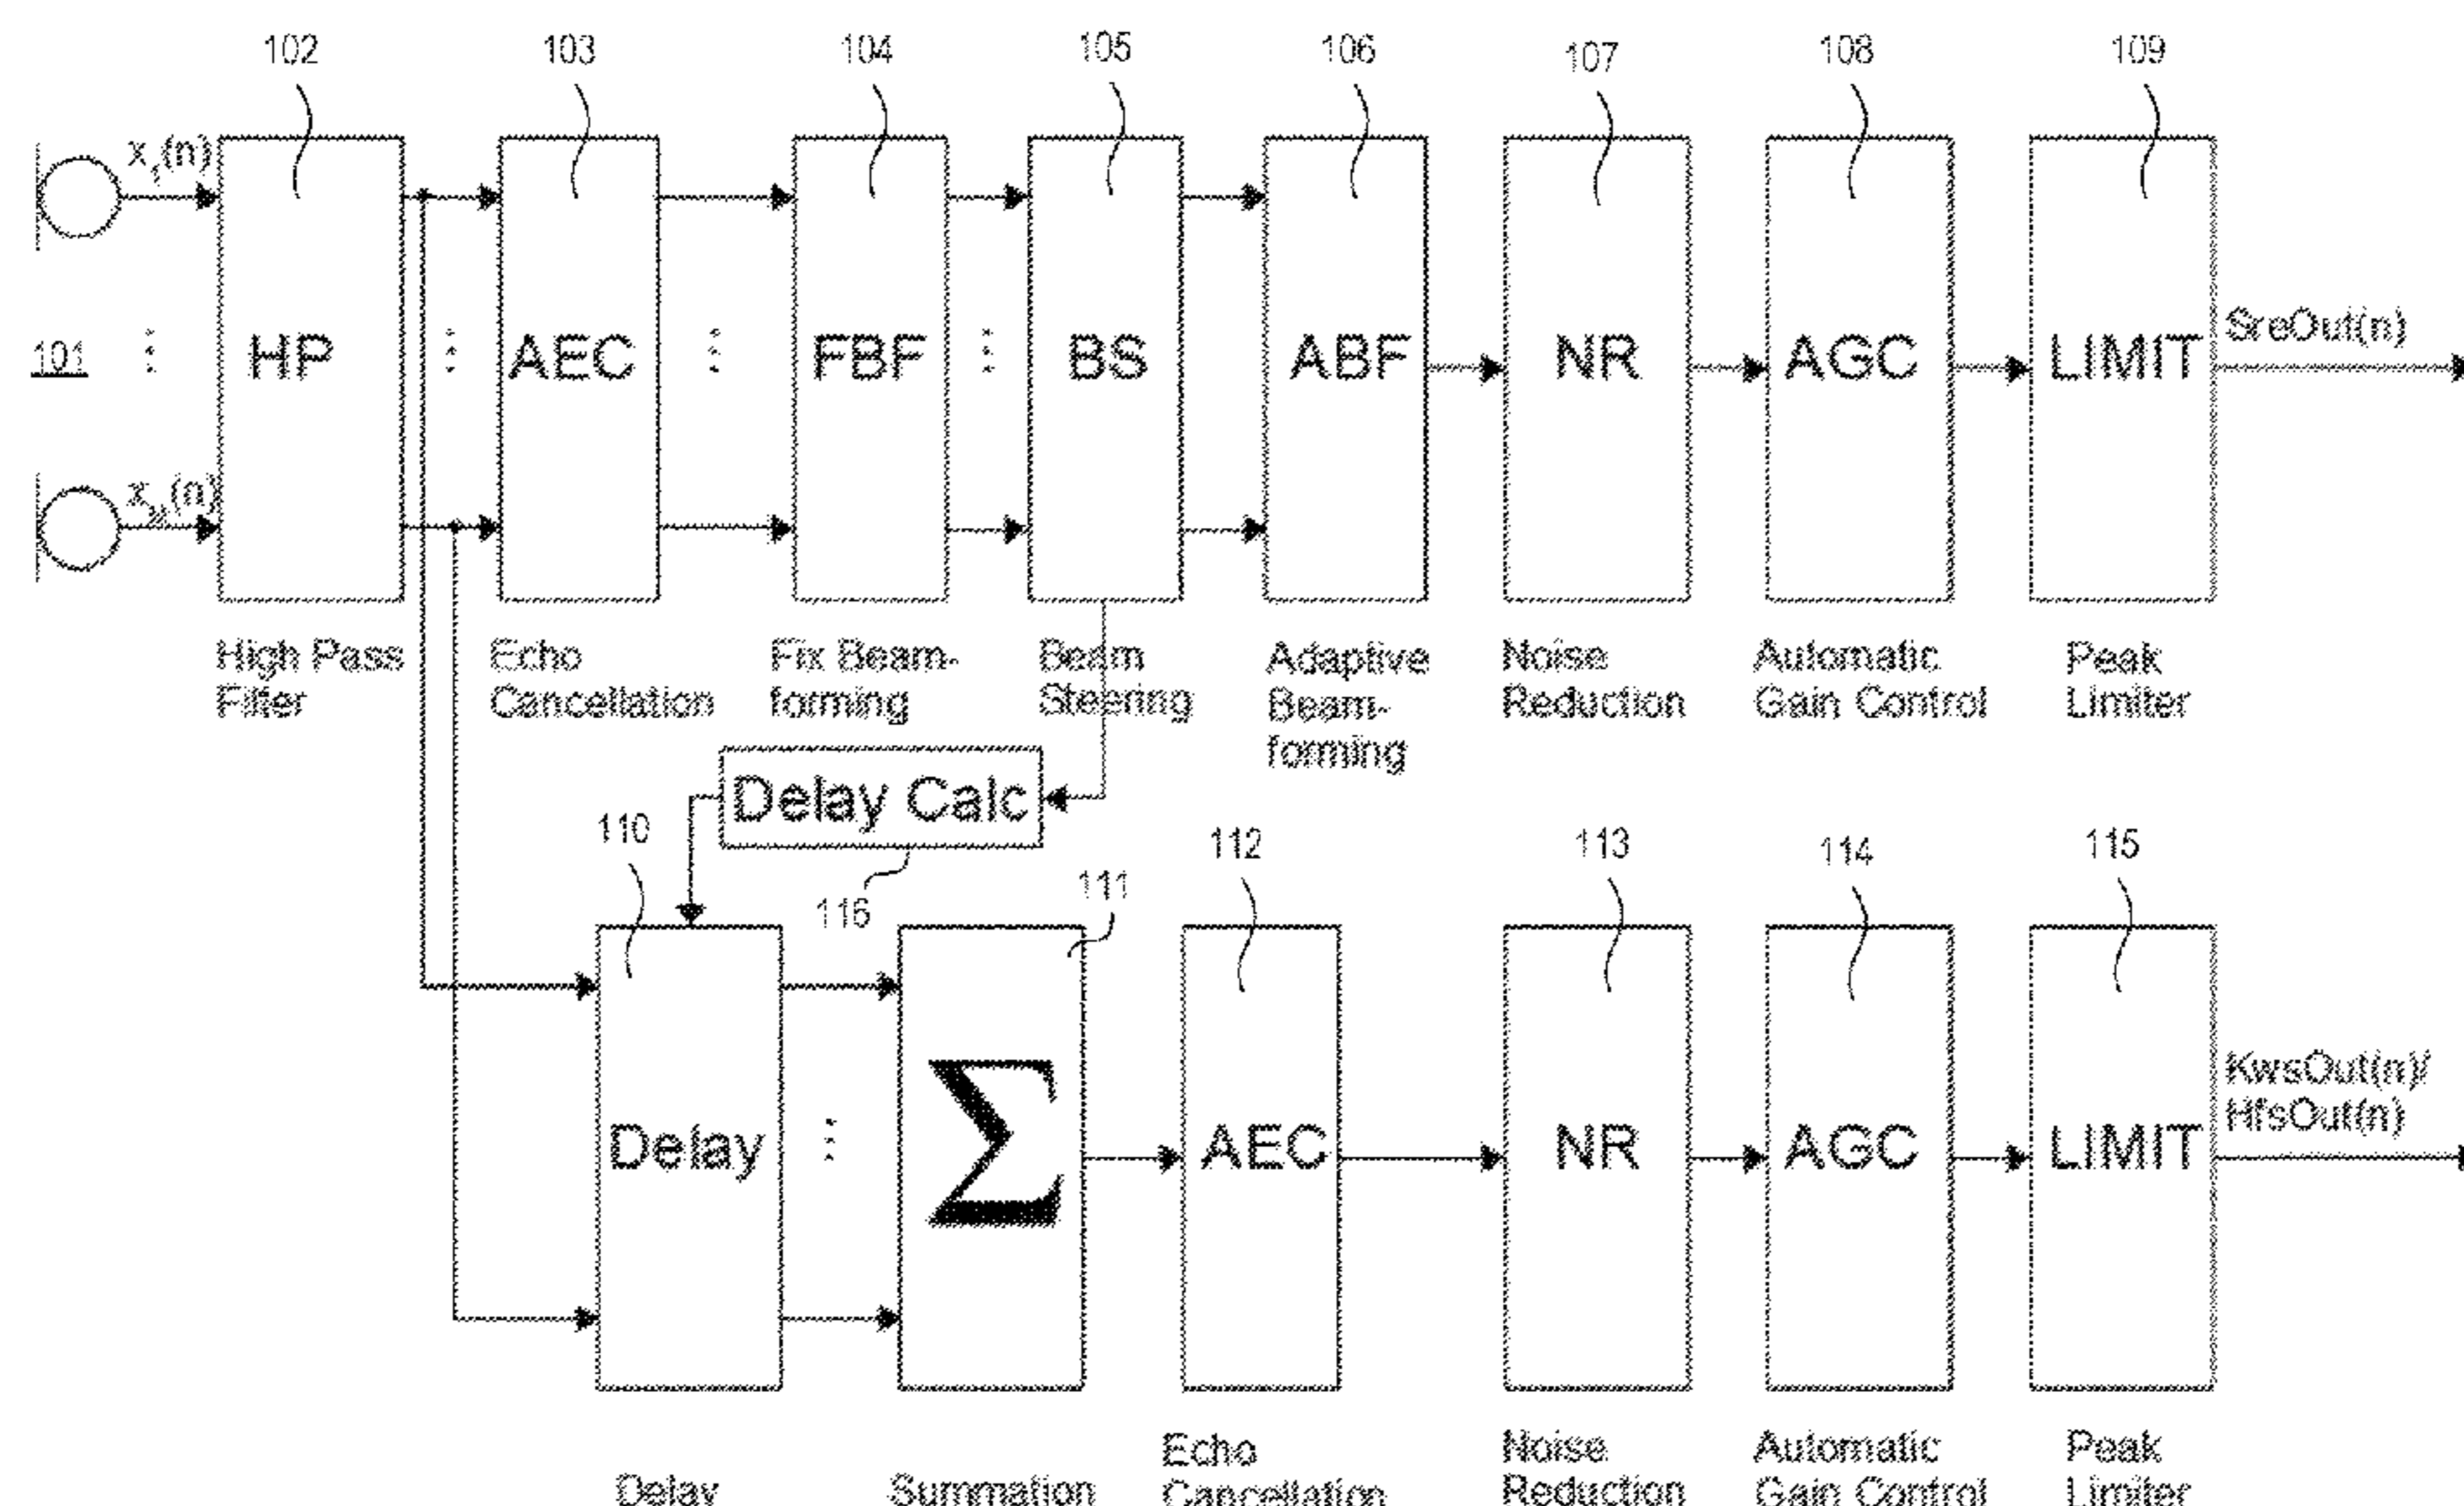 102 103 104 105 106 107 108 109
x₁(n)
101 ⋮ HP ⋮ AEC ⋮ FBF ⋮ BS ABF NR AGC LIMIT SreOut(n)
(n)
High Pass Filter
Echo Cancellation
Fix Beam-
forming
Beam Steering
Adaptive Beam-
forming
Noise Reduction
Automatic Gain Control
Peak Limiter
Delay Calc
110 116 111 112 113 114 115
Delay ⋮ Σ AEC NR AGC LIMIT KwsOut(n)/
HfsOut(n)
Delay
Summation
Echo Cancellation
Noise Reduction
Automatic Gain Control
Peak Limiter